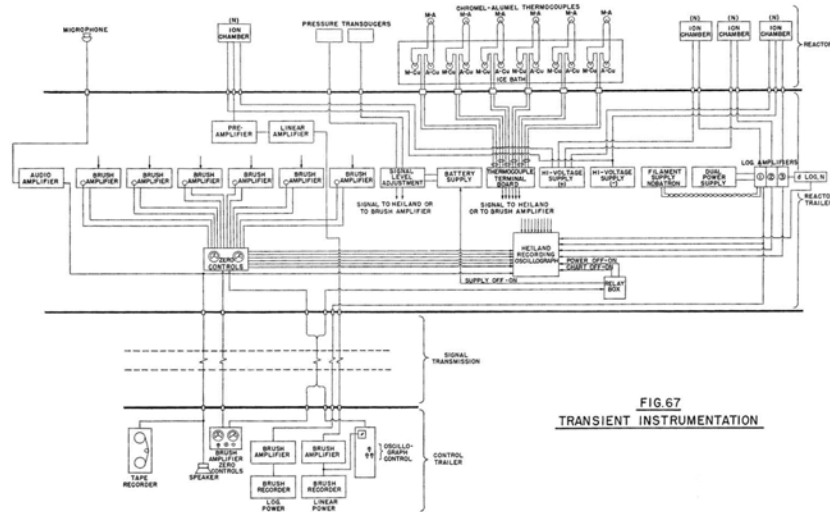 CHROMEL-ALUMEL THERMOCOUPLES
M-A M-A M-A M-A M-A M-A
MICROPHONE
(N)
ION
CHAMBER
PRESSURE TRANSDUCERS
(N)
ION
CHAMBER
(N)
ION
CHAMBER
(N)
ION
CHAMBER
REACTOR
M-Cu A-Cu M-Cu A-Cu M-Cu A-Cu M-Cu A-Cu M-Cu A-Cu M-Cu A-Cu
ICE BATH
PRE-
AMPLIFIER
LINEAR
AMPLIFIER
LOG AMPLIFIERS
AUDIO
AMPLIFIER
BRUSH
AMPLIFIER
BRUSH
AMPLIFIER
BRUSH
AMPLIFIER
BRUSH
AMPLIFIER
BRUSH
AMPLIFIER
BRUSH
AMPLIFIER
SIGNAL
LEVEL
ADJUSTMENT
BATTERY
SUPPLY
THERMOCOUPLE
TERMINAL
BOARD
HI-VOLTAGE
SUPPLY
(+)
HI-VOLTAGE
SUPPLY
(-)
FILAMENT
SUPPLY
NOBATRON
DUAL
POWER
SUPPLY
1 2 3
d LOG N
REACTOR
TRAILER
SIGNAL TO HEILAND OR
TO BRUSH AMPLIFIER
SIGNAL TO HEILAND
OR TO BRUSH AMPLIFIER
ZERO
CONTROLS
HEILAND
RECORDING
OSCILLOGRAPH
POWER OFF-ON
CHART OFF-ON
SUPPLY OFF-ON
RELAY
BOX
SIGNAL
TRANSMISSION
FIG.67
TRANSIENT INSTRUMENTATION
TAPE
RECORDER
SPEAKER
BRUSH
AMPLIFIER
ZERO
CONTROLS
BRUSH
AMPLIFIER
BRUSH
RECORDER
LOG
POWER
BRUSH
AMPLIFIER
BRUSH RECORDER
LINEAR
POWER
OSCILLO-
GRAPH
CONTROL
CONTROL
TRAILER